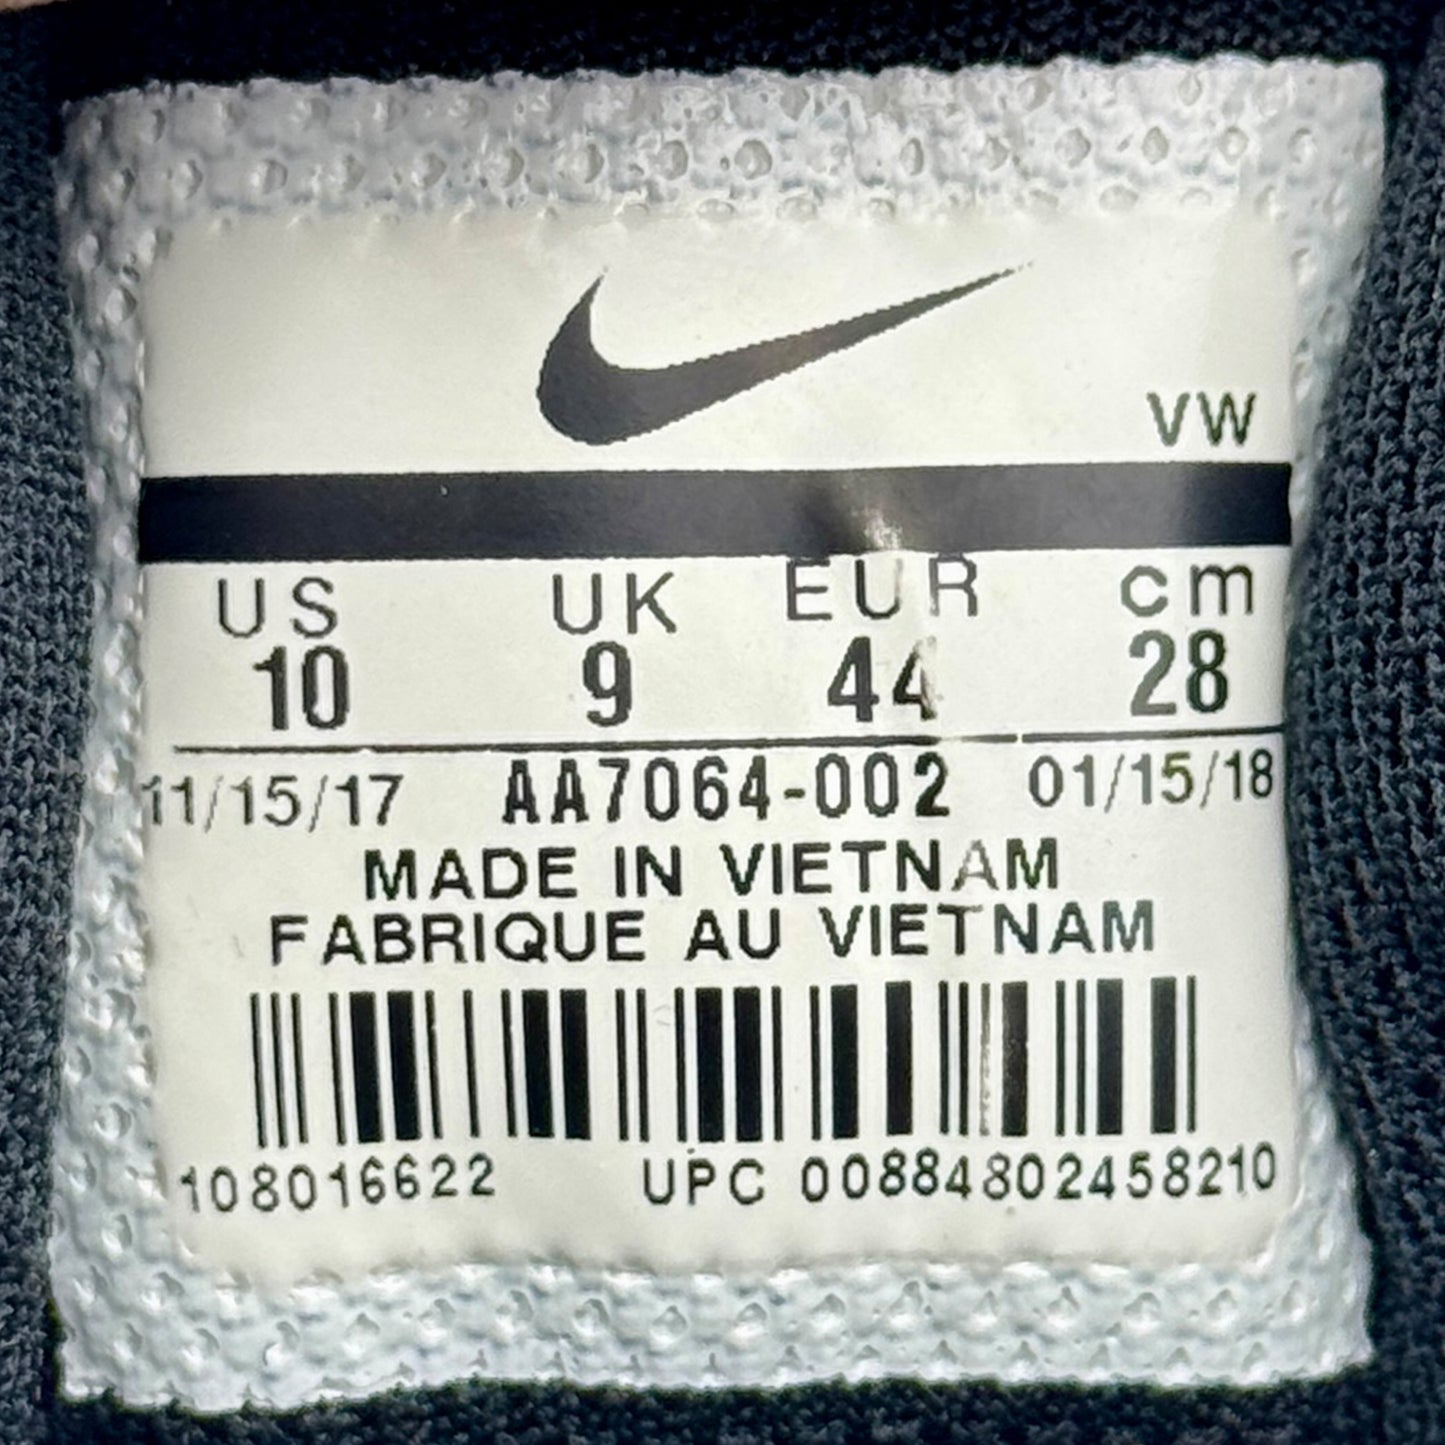 VW
US UK EUR cm
10 9 44 28
11/15/17 AA7064-002 01/15/18
MADE IN VIETNAM
FABRIQUE AU VIETNAM
108016622 UPC 00884802458210